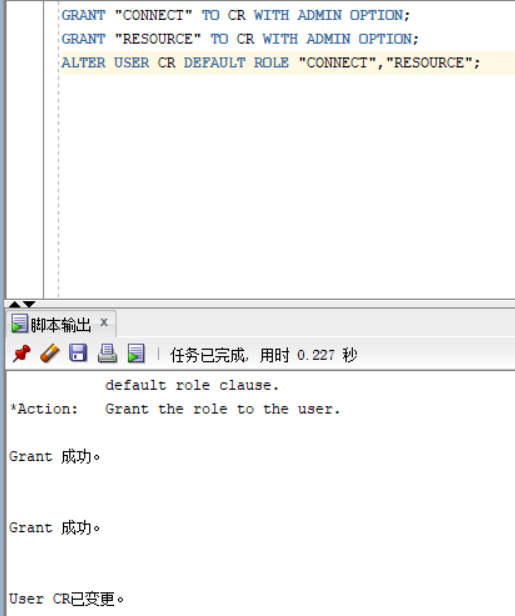 GRANT "CONNECT" TO CR WITH ADMIN OPTION;
GRANT "RESOURCE" TO CR WITH ADMIN OPTION;
ALTER USER CR DEFAULT ROLE "CONNECT","RESOURCE";
脚本输出 x
任务已完成, 用时 0.227 秒
default role clause.
*Action: Grant the role to the user.
Grant 成功。
Grant 成功。
User CR已变更。